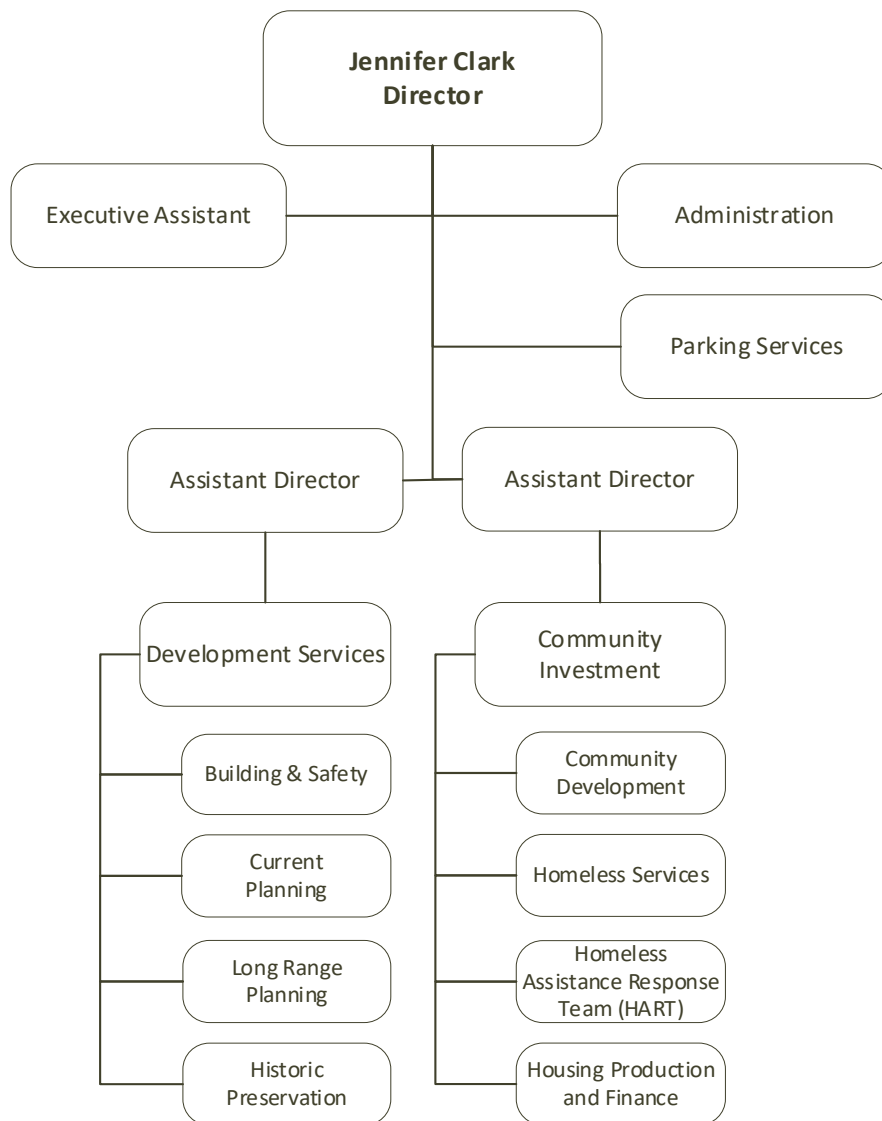 Jennifer Clark
Director
Executive Assistant
Administration
Parking Services
Assistant Director
Assistant Director
Development Services
Community
Investment
Building & Safety
Community
Development
Current
Planning
Homeless Services
Long Range
Planning
Homeless
Assistance Response
Team (HART)
Historic
Preservation
Housing Production
and Finance